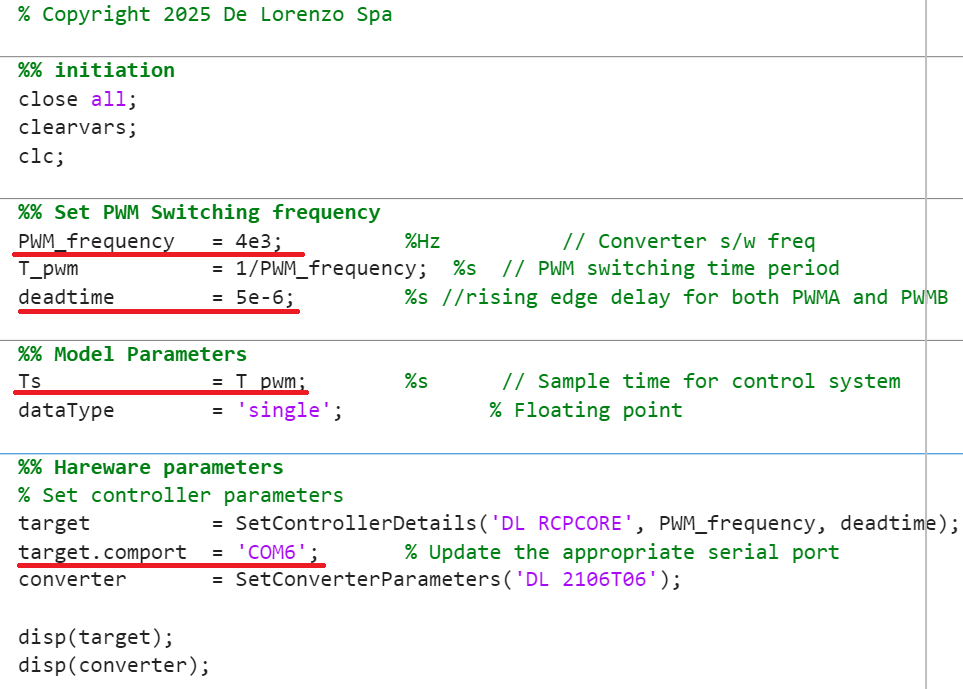 % Copyright 2025 De Lorenzo Spa
%% initiation
close all;
clearvars;
clc;
%% Set PWM Switching frequency
PWM_frequency = 4e3; %Hz // Converter s/w freq
T_pwm = 1/PWM_frequency; %s // PWM switching time period
deadtime = 5e-6; %s //rising edge delay for both PWMA and PWMB
%% Model Parameters
Ts = T_pwm; %s // Sample time for control system
dataType = 'single'; % Floating point
%% Hareware parameters
% Set controller parameters
target = SetControllerDetails('DL RCPCORE', PWM_frequency, deadtime);
target.comport = 'COM6'; % Update the appropriate serial port
converter = SetConverterParameters('DL 2106T06');
disp(target);
disp(converter);